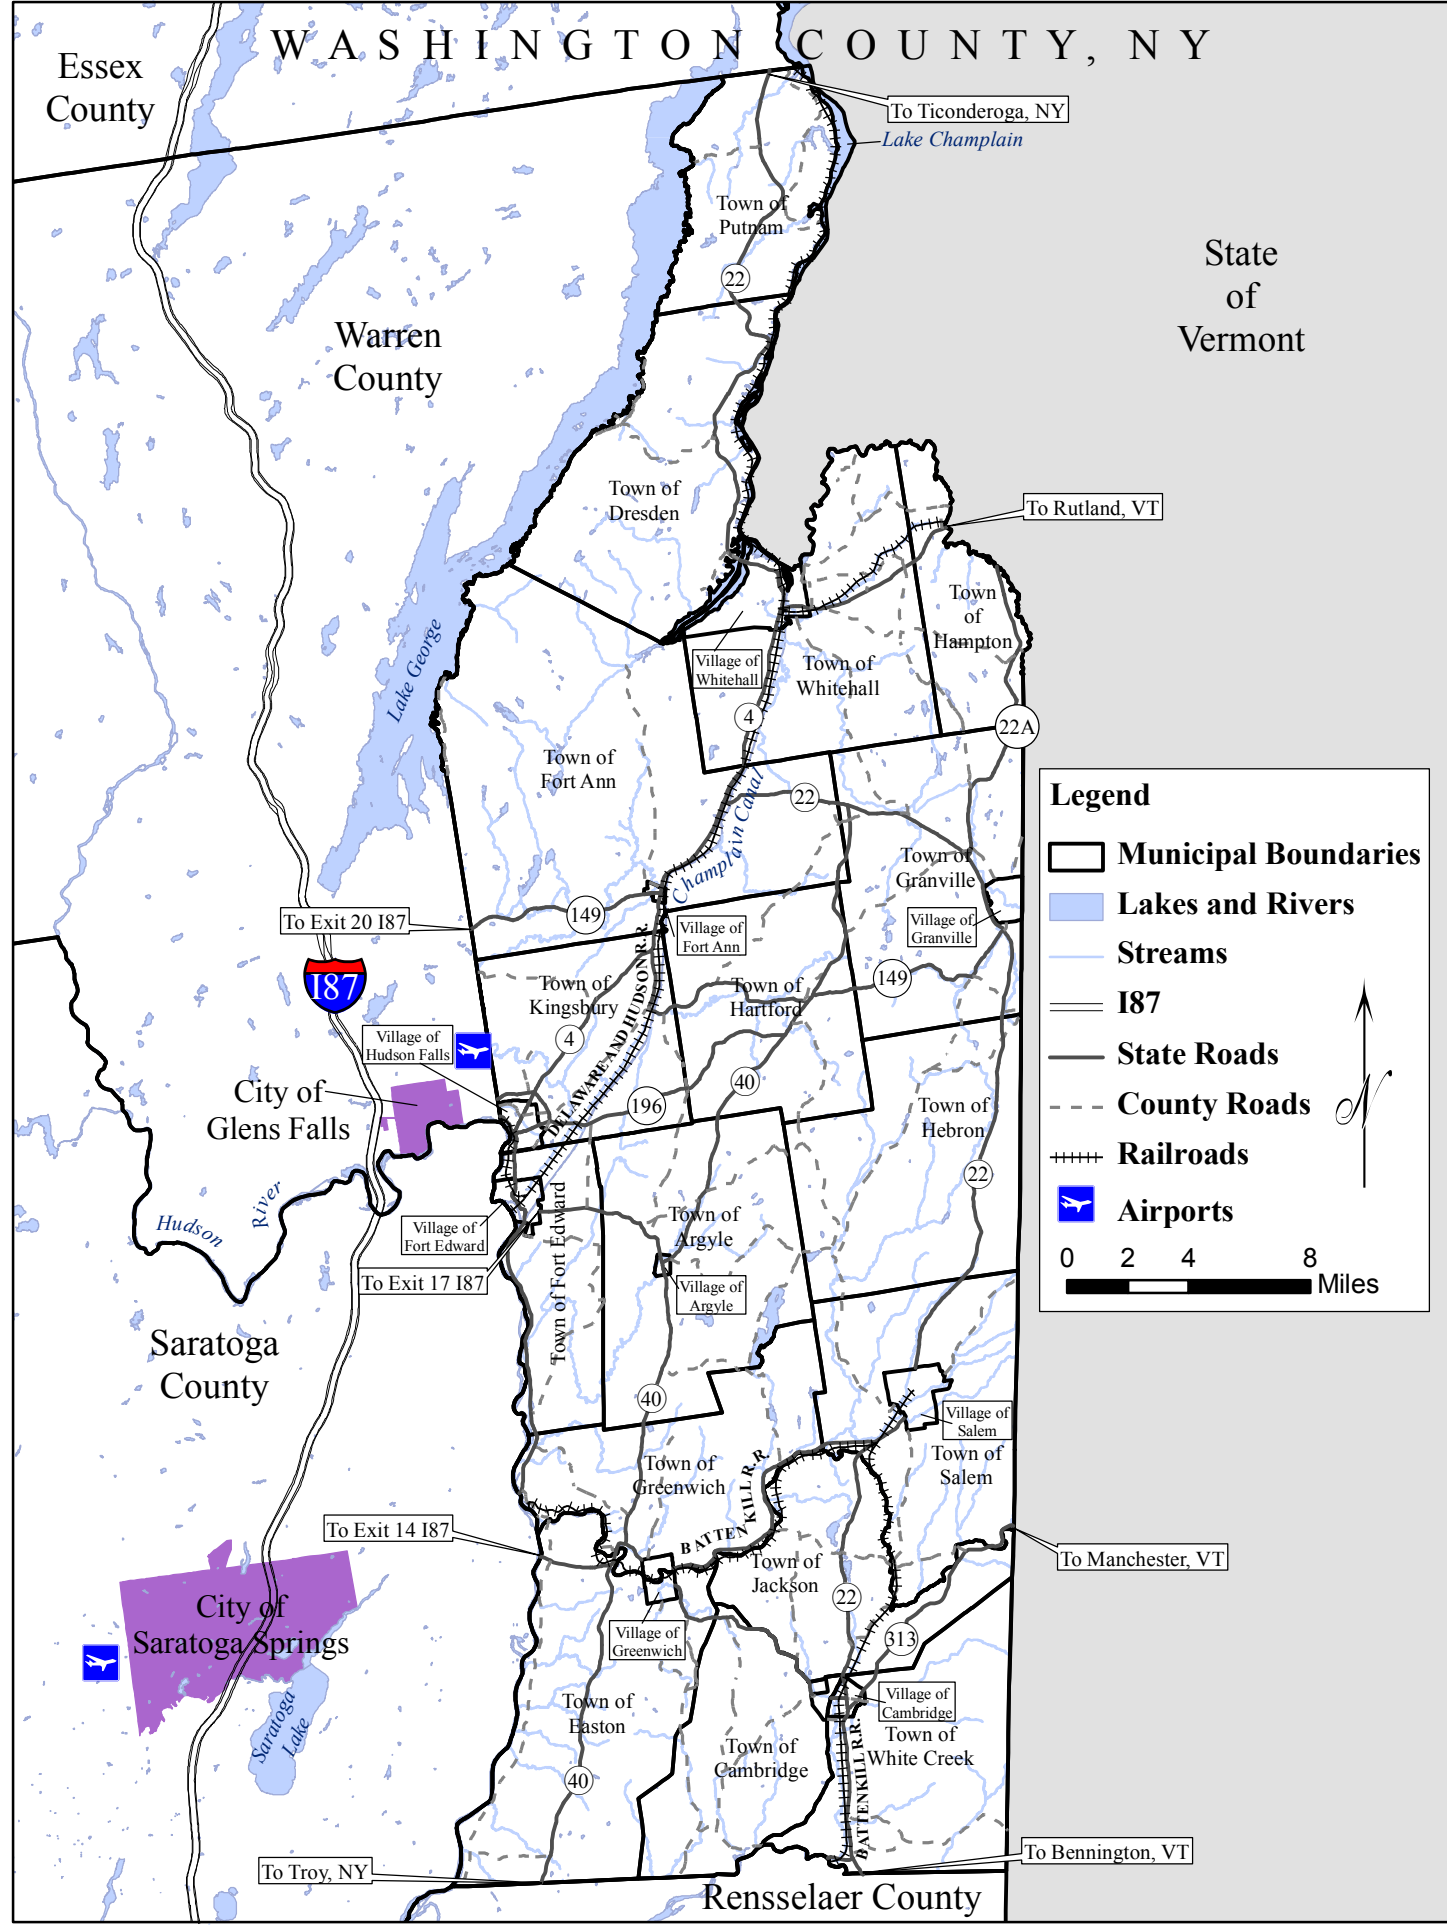 WASHINGTON COUNTY, NY
Essex
County
To Ticonderoga, NY
Lake Champlain
Town of
Putnam
22
State
of
Vermont
Warren
County
Town of
Dresden
To Rutland, VT
Town
of
Hampton
Lake George
Village of
Whitehall
Town of
Whitehall
4
22A
Town of
Fort Ann
22
Champlain Canal
Legend
Municipal Boundaries
Lakes and Rivers
Streams
I87
State Roads
County Roads
Railroads
Airports
N
0 2 4 8
Miles
Town of
Granville
To Exit 20 I87
149
Village of
Fort Ann
Village of
Granville
I87
Town of
Kingsbury
DELAWARE AND HUDSON R.R.
Town of
Hartford
149
Village of
Hudson Falls
4
City of
Glens Falls
196
40
Town of
Hebron
22
Hudson
River
Village of
Fort Edward
Town of Fort Edward
Town of
Argyle
To Exit 17 I87
Village of
Argyle
Saratoga
County
40
Village of
Salem
Town of
Salem
Town of
Greenwich
BATTEN KILL R.R.
To Exit 14 I87
To Manchester, VT
Town of
Jackson
22
City of
Saratoga Springs
Village of
Greenwich
313
Saratoga
Lake
Town of
Easton
Village of
Cambridge
Town of
White Creek
Town of
Cambridge
BATTENKILL R.R.
40
To Troy, NY
To Bennington, VT
Rensselaer County